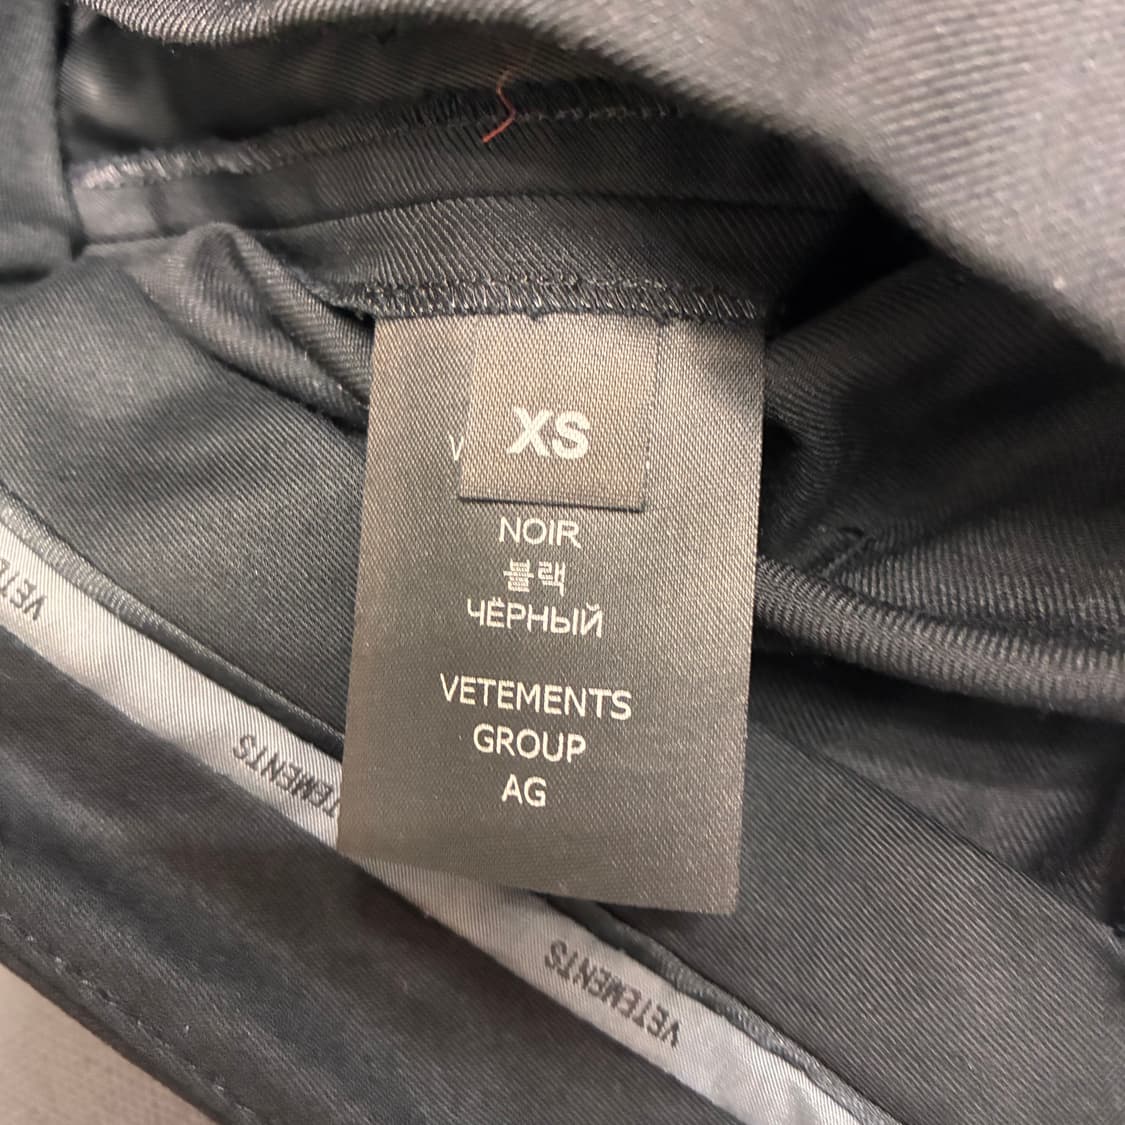 XS
NOIR
블랙
ЧЁРНЫЙ
VETEMENTS
GROUP
AG
VETEMENTS
VETEMENTS